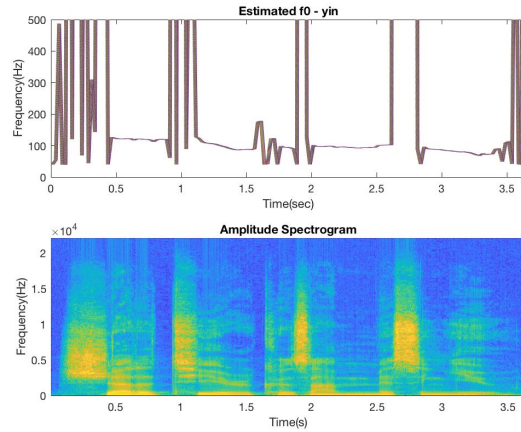 Estimated f0 - yin
500
400
300
200
100
0
Frequency(Hz)
0.5 1 1.5 2 2.5 3 3.5
Time(sec)
Amplitude Spectrogram
×10⁴
2
1.5
1
0.5
0
Frequency(Hz)
0.5 1 1.5 2 2.5 3 3.5
Time(s)